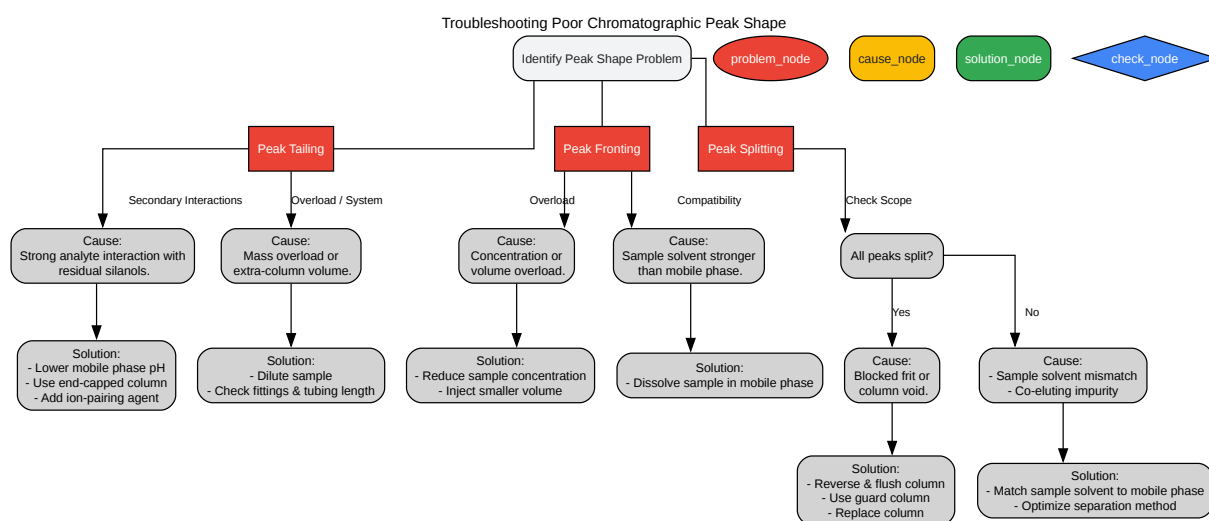 Troubleshooting Poor Chromatographic Peak Shape
Identify Peak Shape Problem
problem_node
cause_node
solution_node
check_node
Peak Tailing
Peak Fronting
Peak Splitting
Secondary Interactions
Overload / System
Overload
Compatibility
Check Scope
Cause:
Strong analyte interaction with
residual silanols.
Cause:
Mass overload or
extra-column volume.
Cause:
Concentration or
volume overload.
Cause:
Sample solvent stronger
than mobile phase.
All peaks split?
Yes
No
Solution:
- Lower mobile phase pH
- Use end-capped column
- Add ion-pairing agent
Solution:
- Dilute sample
- Check fittings & tubing length
Solution:
- Reduce sample concentration
- Inject smaller volume
Solution:
- Dissolve sample in mobile phase
Cause:
Blocked frit or
column void.
Cause:
- Sample solvent mismatch
- Co-eluting impurity
Solution:
- Reverse & flush column
- Use guard column
- Replace column
Solution:
- Match sample solvent to mobile phase
- Optimize separation method